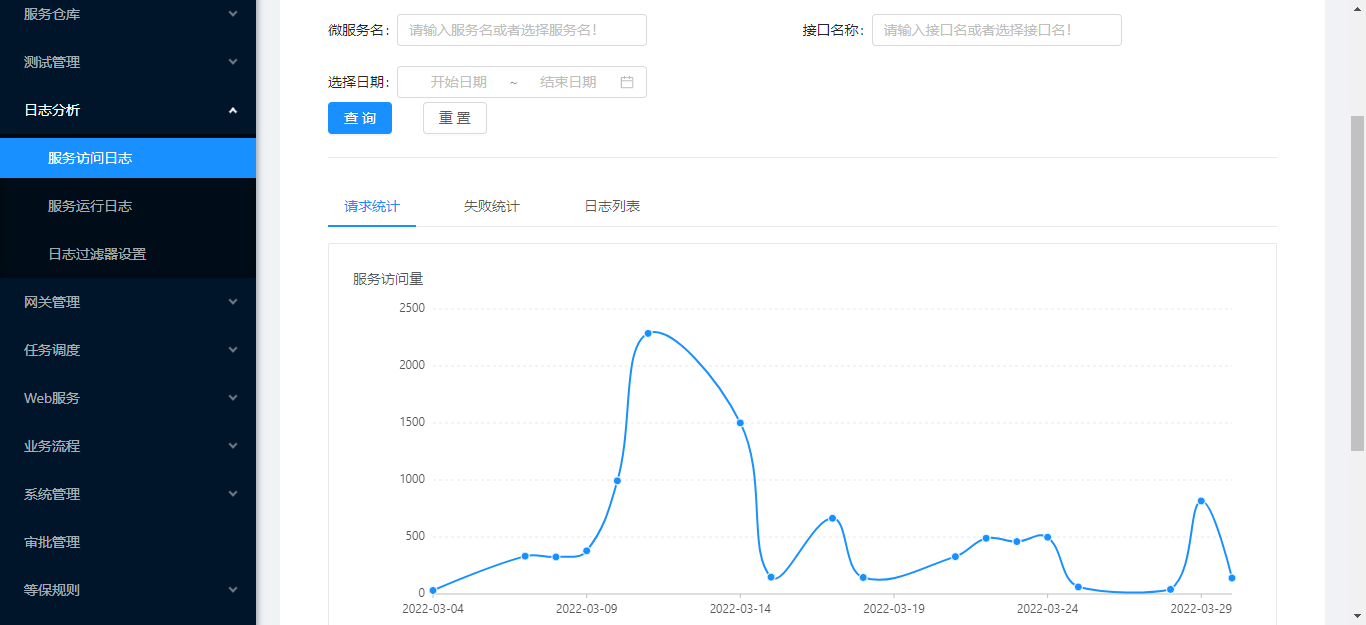 服务仓库
测试管理
日志分析
服务访问日志
服务运行日志
日志过滤器设置
网关管理
任务调度
Web服务
业务流程
系统管理
审批管理
等保规则
微服务名: 请输入服务名或者选择服务名!
接口名称: 请输入接口名或者选择接口名!
选择日期: 开始日期 ~ 结束日期
查 询 重 置
请求统计 失败统计 日志列表
服务访问量
2500
2000
1500
1000
500
0
2022-03-04 2022-03-09 2022-03-14 2022-03-19 2022-03-24 2022-03-29